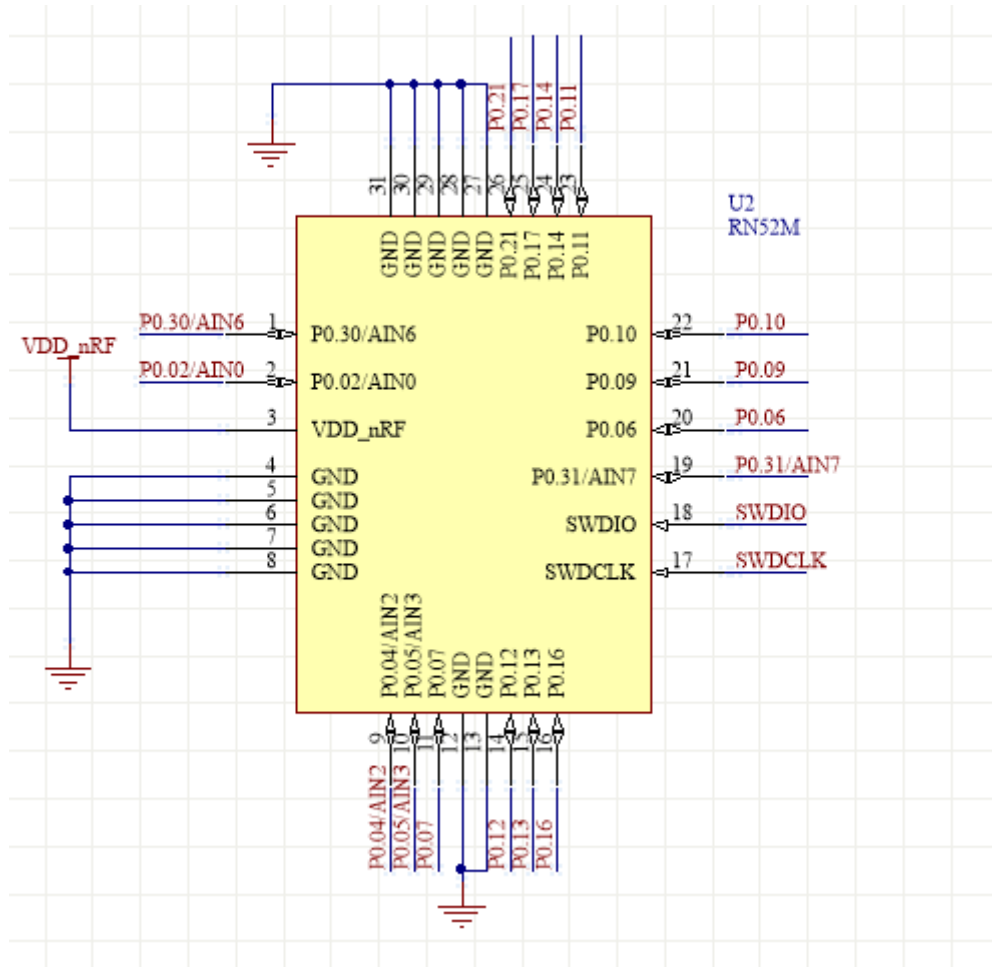 P0.21
P0.17
P0.14
P0.11
31
30
29
28
27
26
25
24
23
U2
RN52M
GND
GND
GND
GND
GND
P0.21
P0.17
P0.14
P0.11
P0.30/AIN6
1
P0.30/AIN6
P0.10
22
P0.10
VDD_nRF
P0.02/AIN0
2
P0.02/AIN0
P0.09
21
P0.09
3
VDD_nRF
P0.06
20
P0.06
4
GND
P0.31/AIN7
19
P0.31/AIN7
5
GND
6
GND
SWDIO
18
SWDIO
7
GND
8
GND
SWDCLK
17
SWDCLK
P0.04/AIN2
P0.05/AIN3
P0.07
GND
GND
P0.12
P0.13
P0.16
9
10
11
12
13
14
15
16
P0.04/AIN2
P0.05/AIN3
P0.07
P0.12
P0.13
P0.16